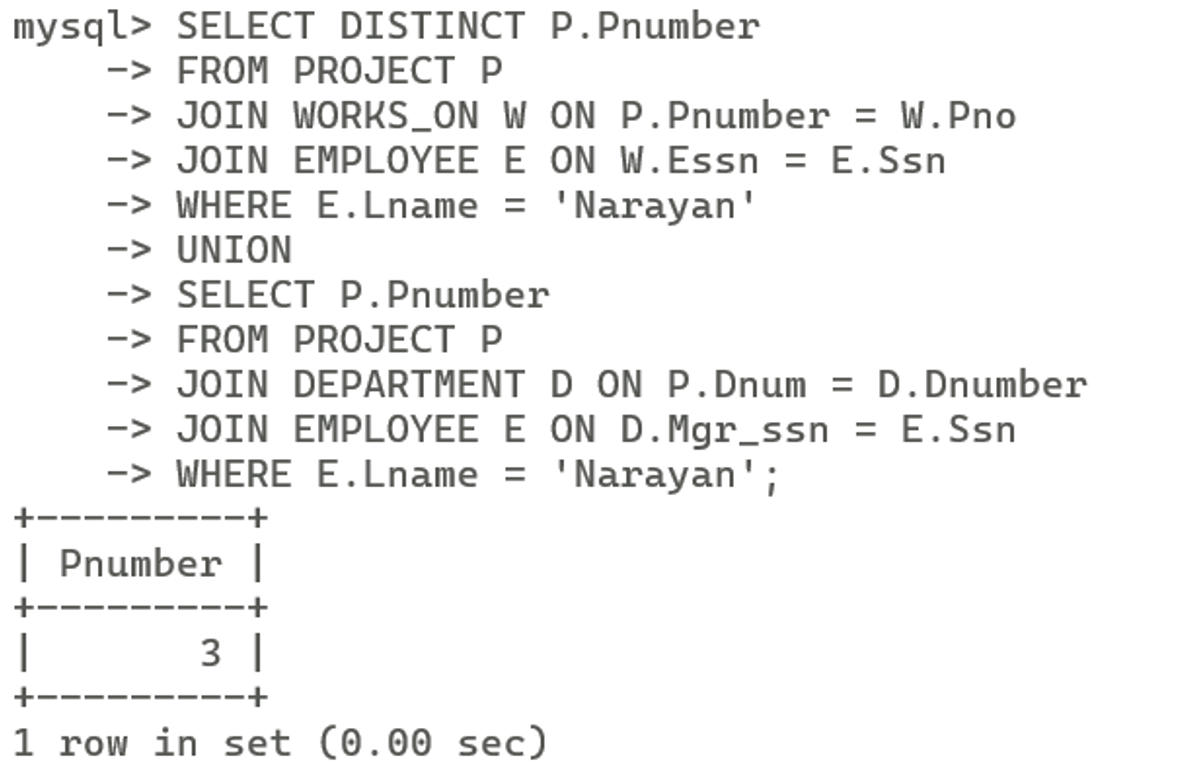 mysql> SELECT DISTINCT P.Pnumber
    -> FROM PROJECT P
    -> JOIN WORKS_ON W ON P.Pnumber = W.Pno
    -> JOIN EMPLOYEE E ON W.Essn = E.Ssn
    -> WHERE E.Lname = 'Narayan'
    -> UNION
    -> SELECT P.Pnumber
    -> FROM PROJECT P
    -> JOIN DEPARTMENT D ON P.Dnum = D.Dnumber
    -> JOIN EMPLOYEE E ON D.Mgr_ssn = E.Ssn
    -> WHERE E.Lname = 'Narayan';
+---------+
| Pnumber |
+---------+
|       3 |
+---------+
1 row in set (0.00 sec)